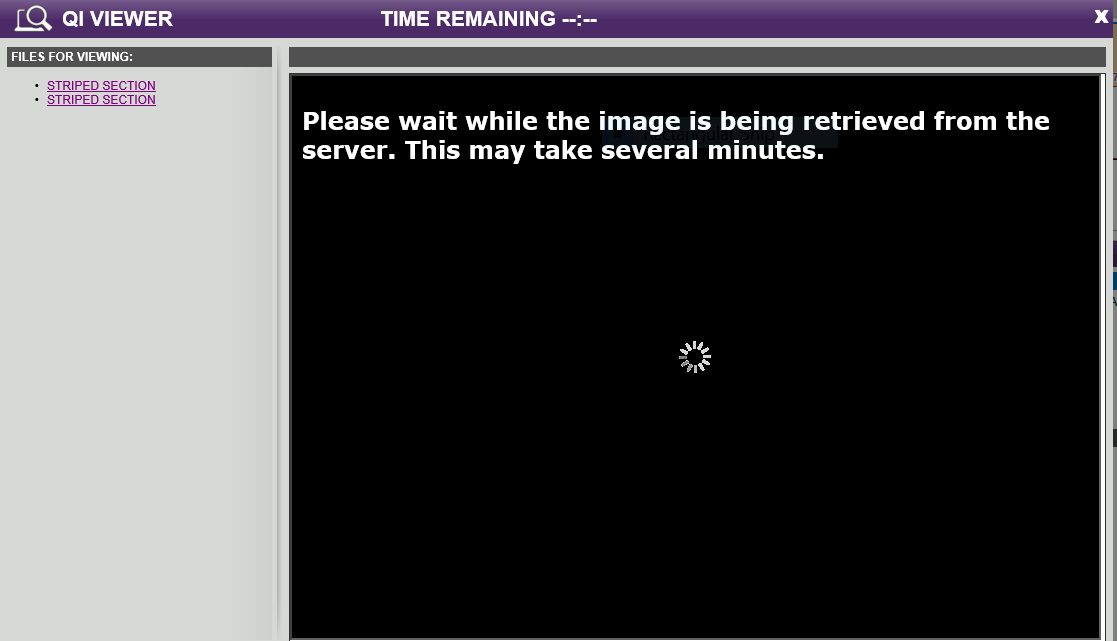 QI VIEWER
TIME REMAINING --:--
X
FILES FOR VIEWING:
• STRIPED SECTION
• STRIPED SECTION
Please wait while the image is being retrieved from the
server. This may take several minutes.